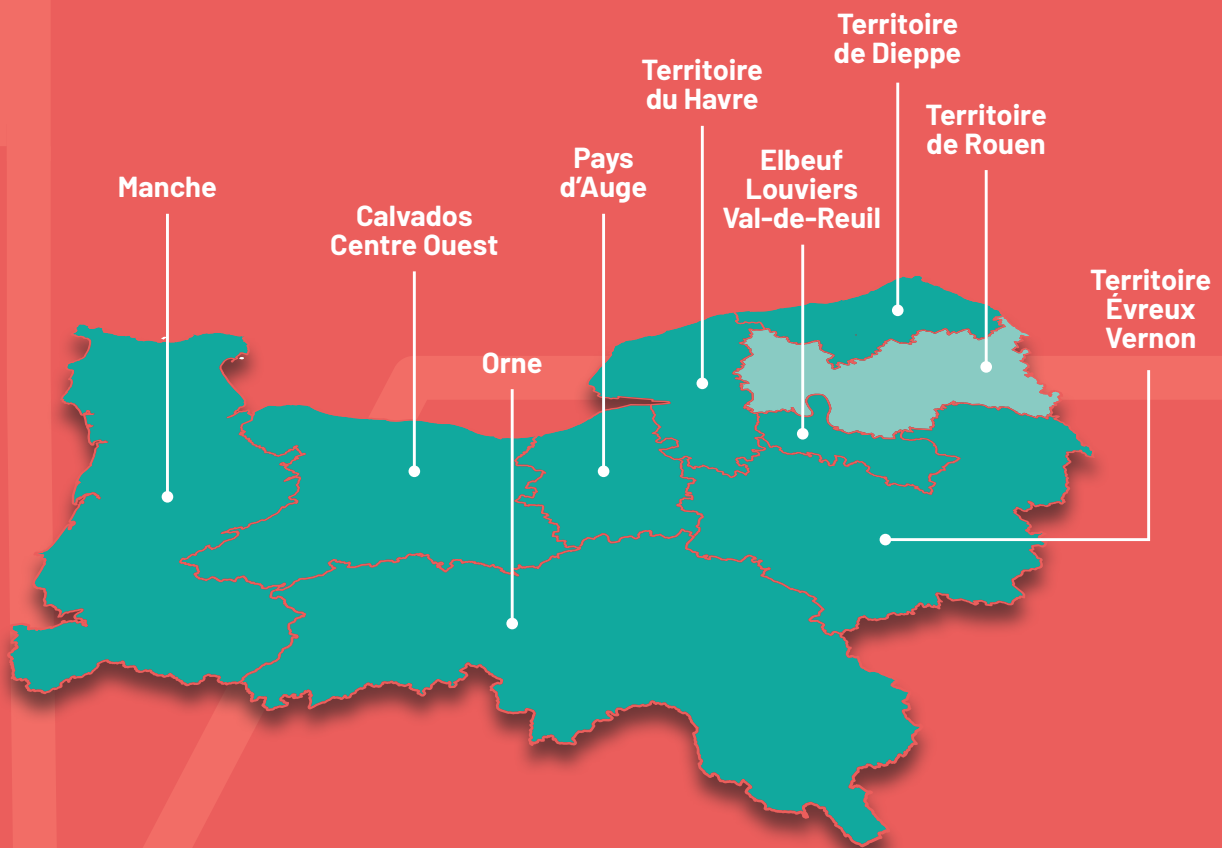 Territoire
de Dieppe
Territoire
du Havre
Territoire
de Rouen
Pays
d’Auge
Elbeuf
Louviers
Val-de-Reuil
Manche
Calvados
Centre Ouest
Territoire
Évreux
Vernon
Orne